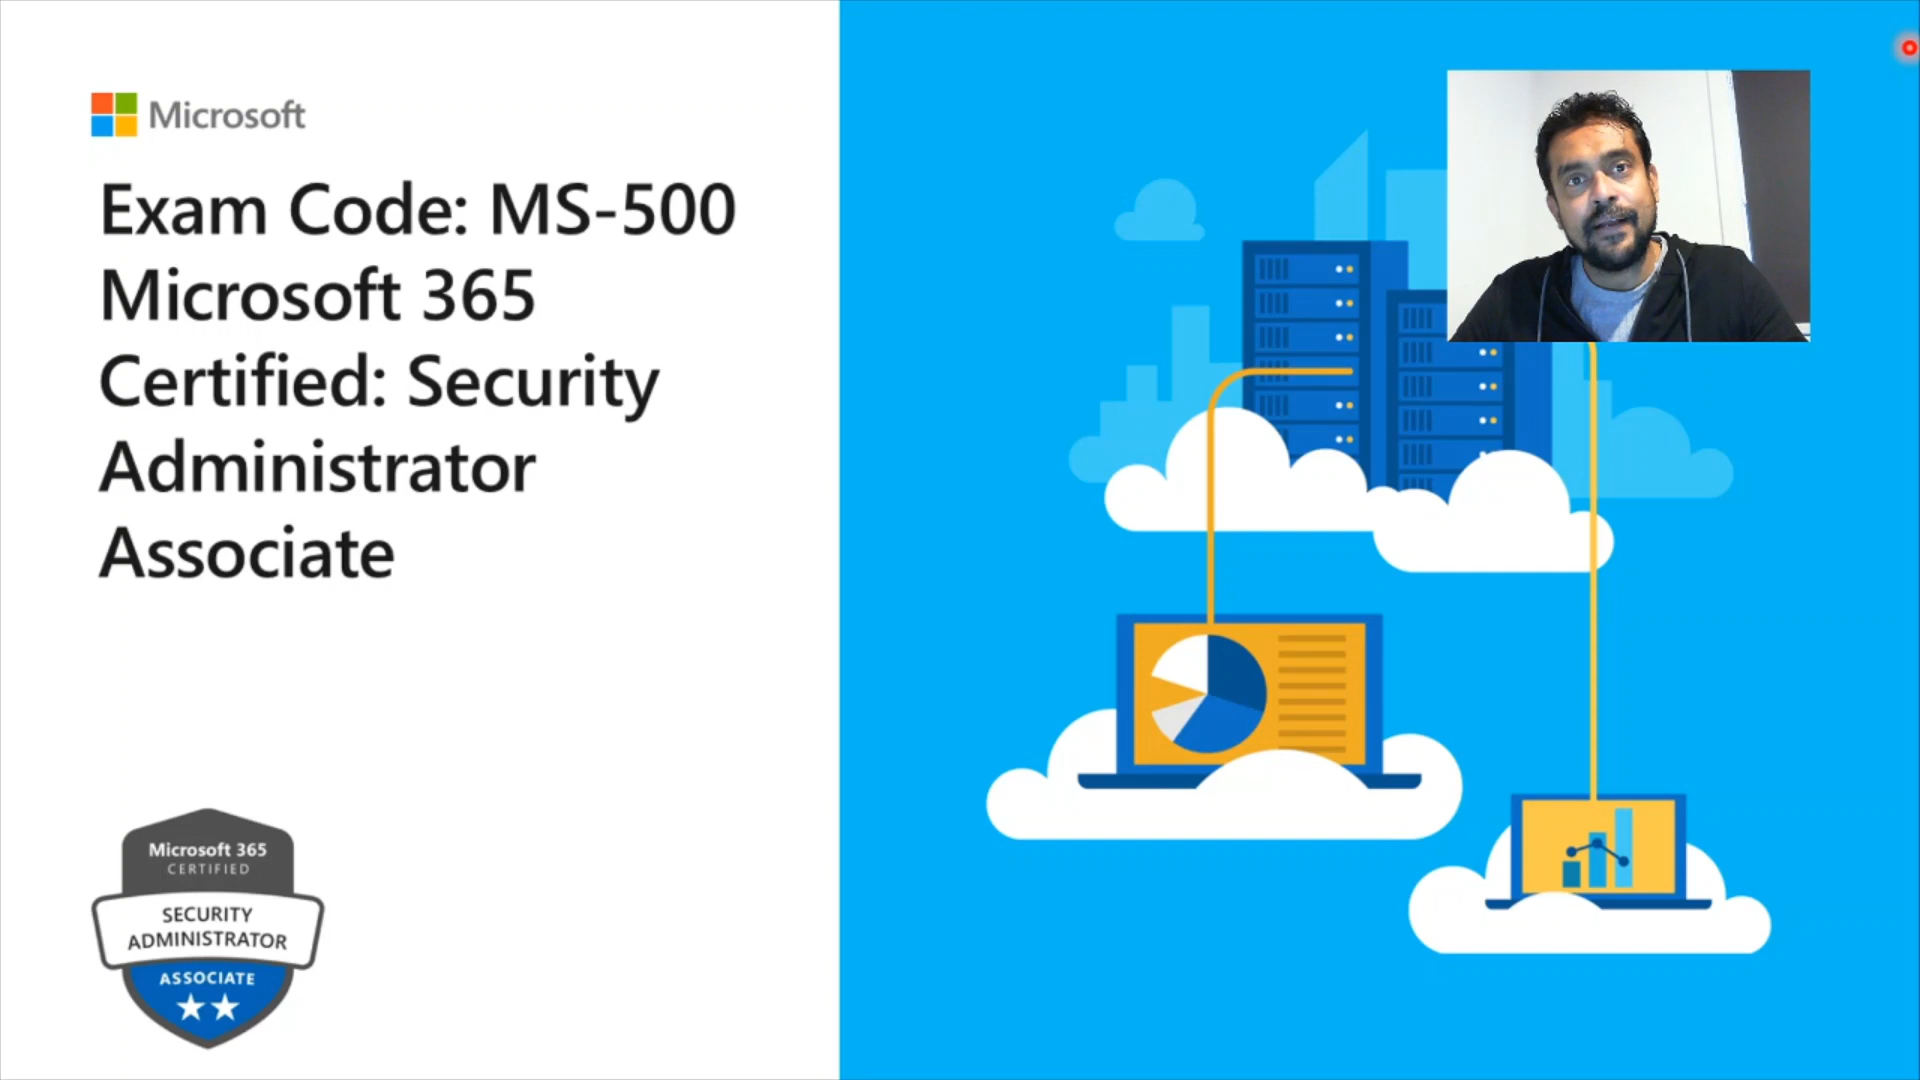 Microsoft
Exam Code: MS-500
Microsoft 365
Certified: Security
Administrator
Associate
Microsoft 365
CERTIFIED
SECURITY
ADMINISTRATOR
ASSOCIATE